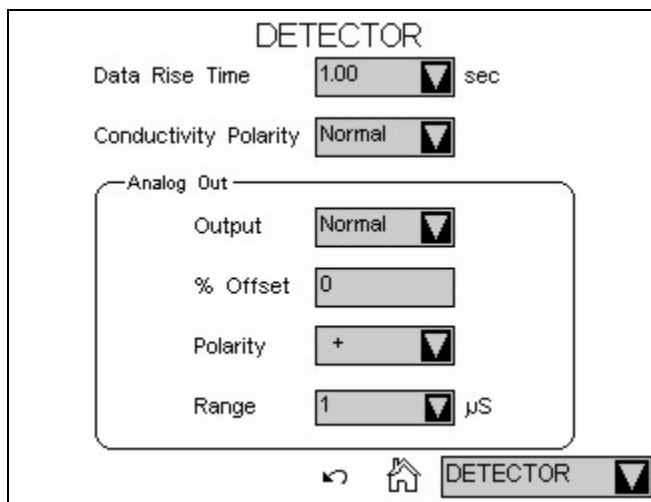 DETECTOR
Data Rise Time 1.00 sec
Conductivity Polarity Normal
Analog Out
Output Normal
% Offset 0
Polarity +
Range 1 µS
DETECTOR